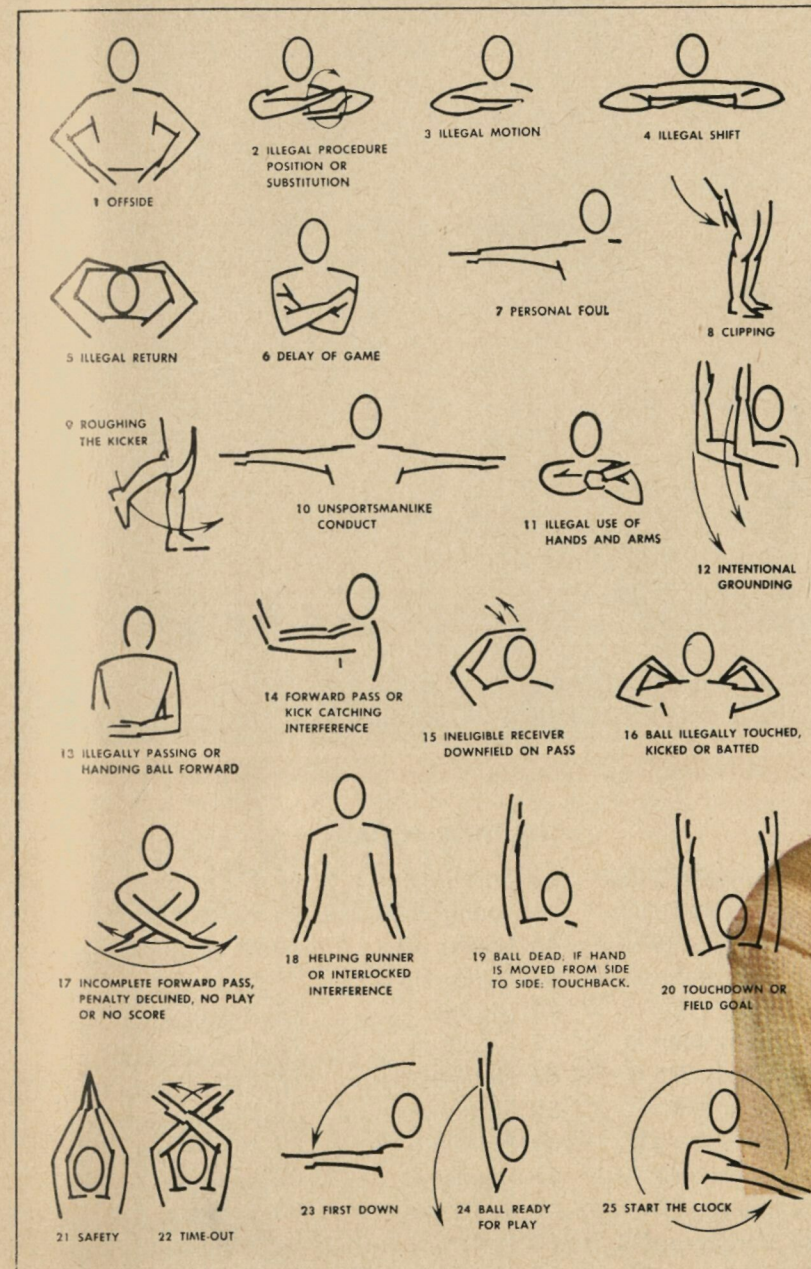 1 OFFSIDE
2 ILLEGAL PROCEDURE
POSITION OR
SUBSTITUTION
3 ILLEGAL MOTION
4 ILLEGAL SHIFT
5 ILLEGAL RETURN
6 DELAY OF GAME
7 PERSONAL FOUL
8 CLIPPING
9 ROUGHING
THE KICKER
10 UNSPORTSMANLIKE
CONDUCT
11 ILLEGAL USE OF
HANDS AND ARMS
12 INTENTIONAL
GROUNDING
13 ILLEGALLY PASSING OR
HANDING BALL FORWARD
14 FORWARD PASS OR
KICK CATCHING
INTERFERENCE
15 INELIGIBLE RECEIVER
DOWNFIELD ON PASS
16 BALL ILLEGALLY TOUCHED,
KICKED OR BATTED
17 INCOMPLETE FORWARD PASS,
PENALTY DECLINED, NO PLAY
OR NO SCORE
18 HELPING RUNNER
OR INTERLOCKED
INTERFERENCE
19 BALL DEAD; IF HAND
IS MOVED FROM SIDE
TO SIDE: TOUCHBACK.
20 TOUCHDOWN OR
FIELD GOAL
21 SAFETY
22 TIME-OUT
23 FIRST DOWN
24 BALL READY
FOR PLAY
25 START THE CLOCK